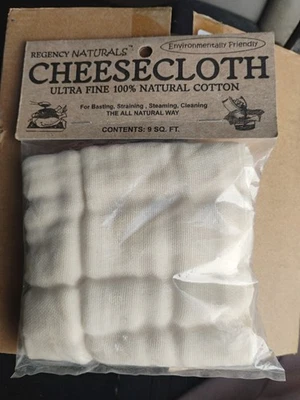 Environmentally Friendly
REGENCY NATURALS™
CHEESECLOTH
ULTRA FINE 100% NATURAL COTTON
For Basting, Straining, Steaming, Cleaning
THE ALL NATURAL WAY
CONTENTS: 9 SQ. FT.